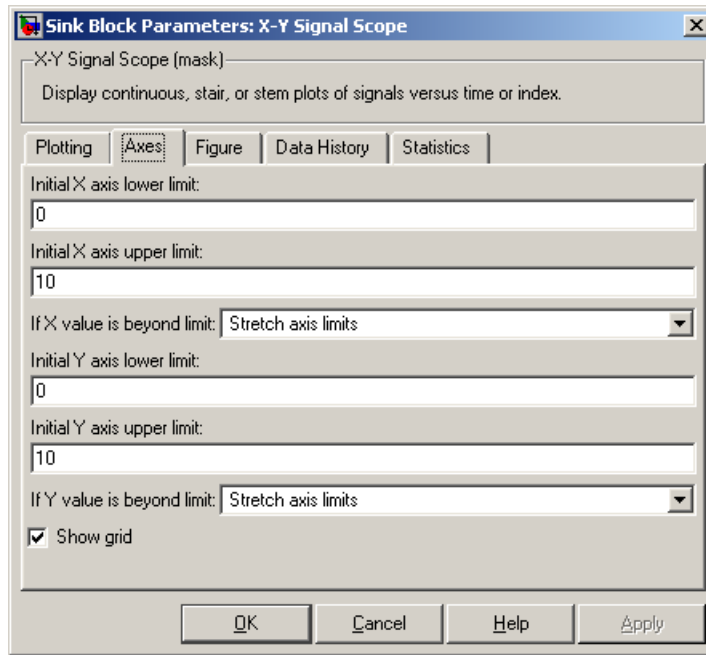 Sink Block Parameters: X-Y Signal Scope
X-Y Signal Scope (mask)
Display continuous, stair, or stem plots of signals versus time or index.
Plotting Axes Figure Data History Statistics
Initial X axis lower limit:
0
Initial X axis upper limit:
10
If X value is beyond limit: Stretch axis limits
Initial Y axis lower limit:
0
Initial Y axis upper limit:
10
If Y value is beyond limit: Stretch axis limits
Show grid
OK Cancel Help Apply